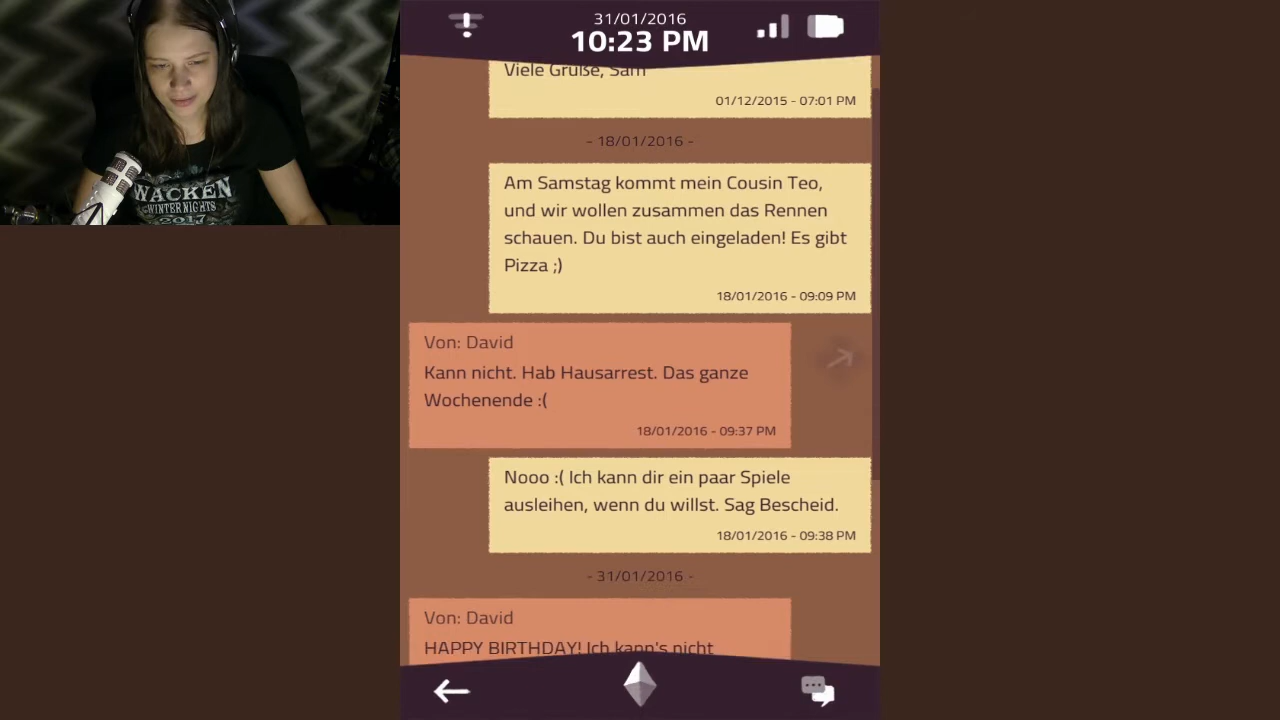 31/01/2016
10:23 PM
Viele Grüße, Sam
01/12/2015 - 07:01 PM
- 18/01/2016 -
Am Samstag kommt mein Cousin Teo,
und wir wollen zusammen das Rennen
schauen. Du bist auch eingeladen! Es gibt
Pizza ;)
18/01/2016 - 09:09 PM
Von: David
Kann nicht. Hab Hausarrest. Das ganze
Wochenende :(
18/01/2016 - 09:37 PM
Nooo :( Ich kann dir ein paar Spiele
ausleihen, wenn du willst. Sag Bescheid.
18/01/2016 - 09:38 PM
- 31/01/2016 -
Von: David
HAPPY BIRTHDAY! Ich kann's nicht
WACKEN
WINTER NIGHTS
2017